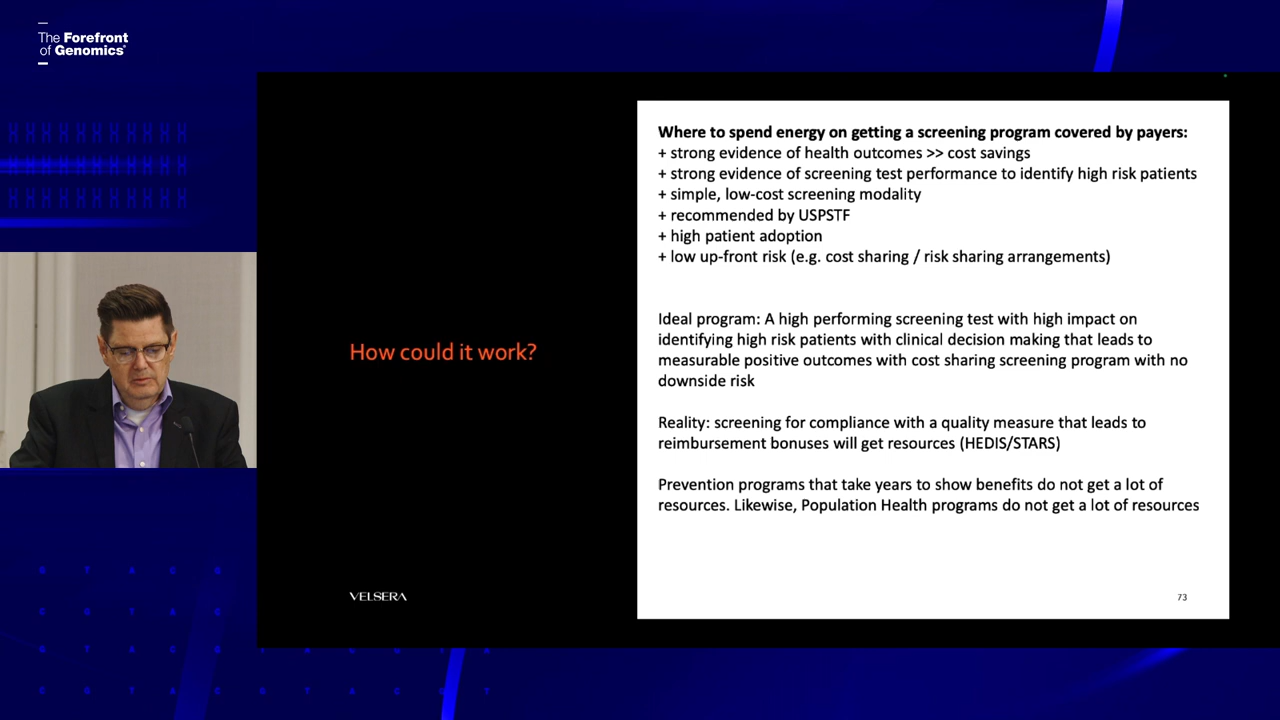 The Forefront
of Genomics®
How could it work?
VELSERA
Where to spend energy on getting a screening program covered by payers:
+ strong evidence of health outcomes >> cost savings
+ strong evidence of screening test performance to identify high risk patients
+ simple, low-cost screening modality
+ recommended by USPSTF
+ high patient adoption
+ low up-front risk (e.g. cost sharing / risk sharing arrangements)
Ideal program: A high performing screening test with high impact on
identifying high risk patients with clinical decision making that leads to
measurable positive outcomes with cost sharing screening program with no
downside risk
Reality: screening for compliance with a quality measure that leads to
reimbursement bonuses will get resources (HEDIS/STARS)
Prevention programs that take years to show benefits do not get a lot of
resources. Likewise, Population Health programs do not get a lot of resources
73